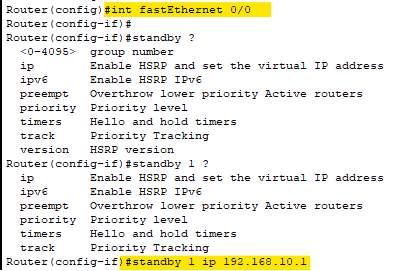 Router(config)#int fastEthernet 0/0
Router(config-if)#
Router(config-if)#standby ?
  <0-4095>  group number
  ip        Enable HSRP and set the virtual IP address
  ipv6      Enable HSRP IPv6
  preempt   Overthrow lower priority Active routers
  priority  Priority level
  timers    Hello and hold timers
  track     Priority Tracking
  version   HSRP version
Router(config-if)#standby 1 ?
  ip        Enable HSRP and set the virtual IP address
  ipv6      Enable HSRP IPv6
  preempt   Overthrow lower priority Active routers
  priority  Priority level
  timers    Hello and hold timers
  track     Priority Tracking
Router(config-if)#standby 1 ip 192.168.10.1